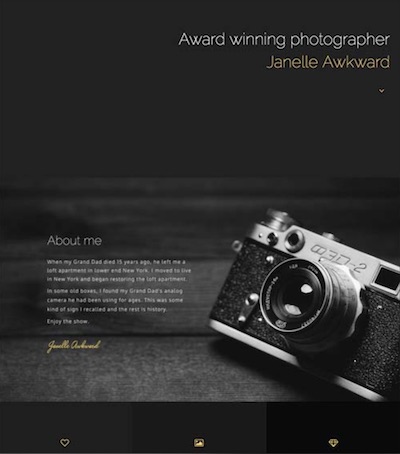 Award winning photographer
Janelle Awkward
About me
When my Grand Dad died 15 years ago, he left me a
loft apartment in lower end New York. I moved to live
in New York and began restoring the loft apartment.
In some old boxes, I found my Grand Dad's analog
camera he had been using for ages. This was some
kind of sign I recalled and the rest is history.
Enjoy the show.
Janelle Awkward
ФЭД-2